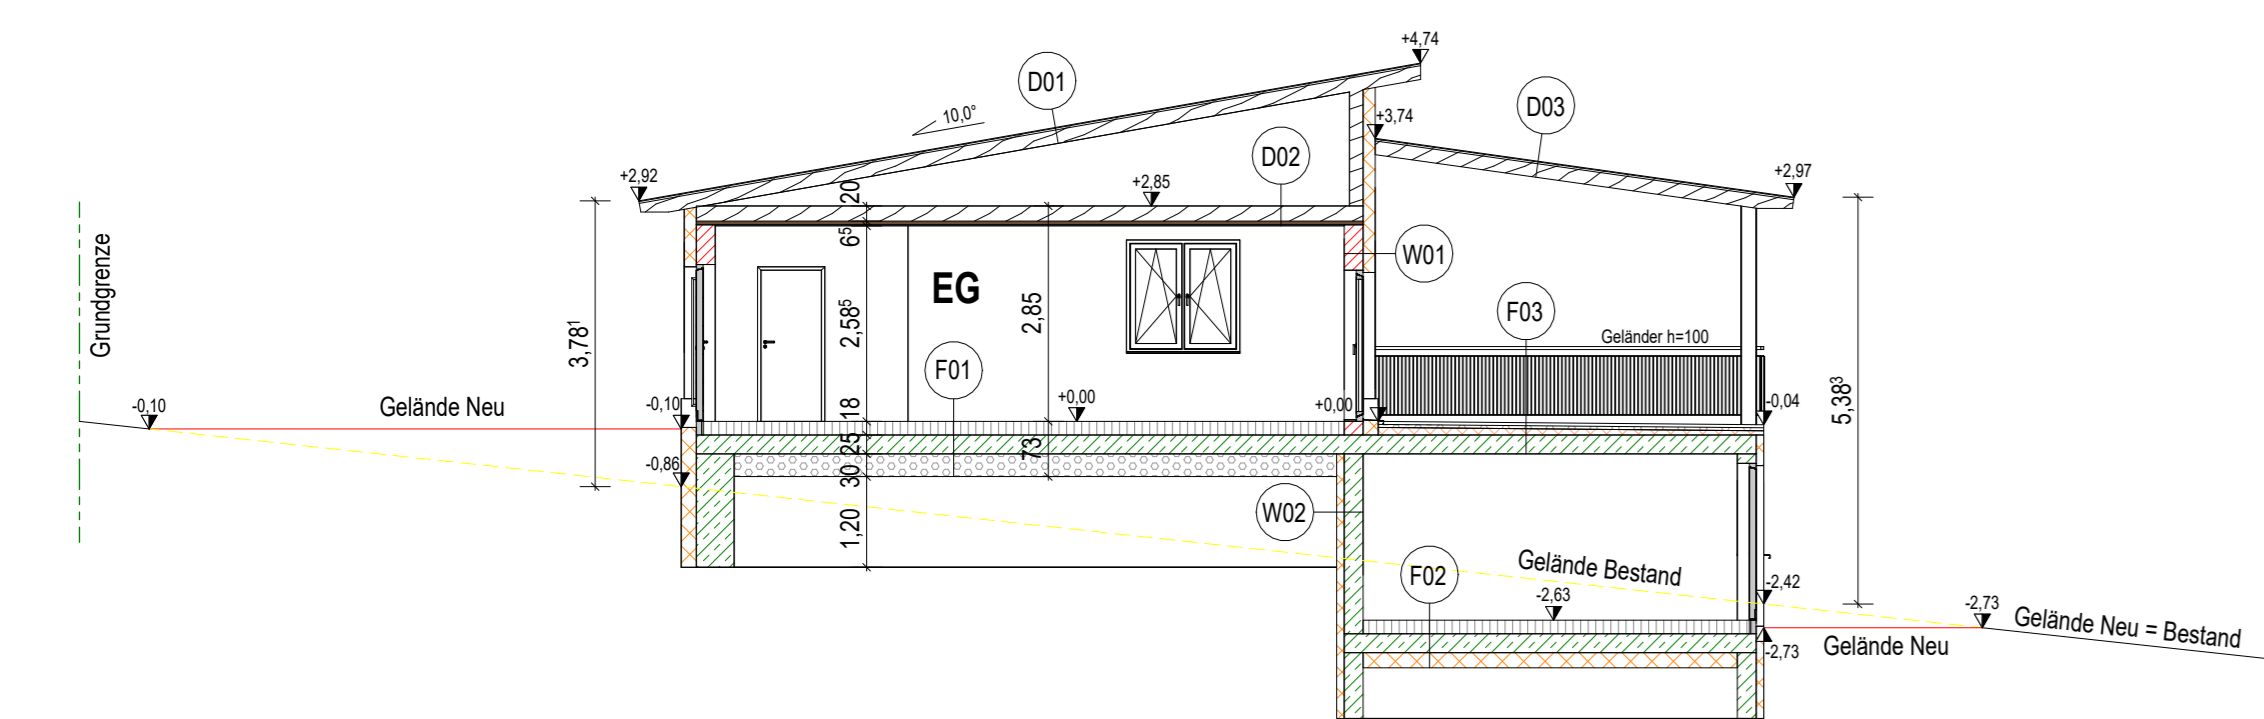 +4,74
D01
D03
10,0°
+3,74
D02
+2,92
20
+2,85
+2,97
6⁵
W01
Grundgrenze
EG
3,78¹
2,58⁵
2,85
F03
Geländer h=100
F01
5,38³
-0,10
Gelände Neu
-0,10
18
+0,00
+0,00
-0,04
25
73
-0,86
30
W02
1,20
Gelände Bestand
F02
-2,63
-2,42
-2,73
Gelände Neu = Bestand
-2,73
Gelände Neu